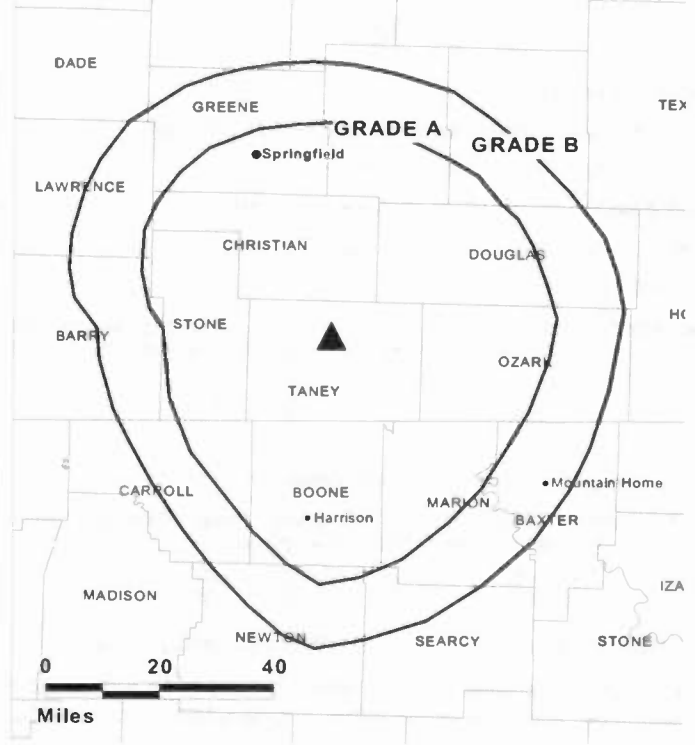 DADE
GREENE
TEX
GRADE A
GRADE B
Springfield
LAWRENCE
CHRISTIAN
DOUGLAS
STONE
HO
BARRY
OZARK
TANEY
Mountain Home
CARROLL
BOONE
MARION
Harrison
BAXTER
MADISON
IZA
NEWTON
SEARCY
STONE
0 20 40
Miles